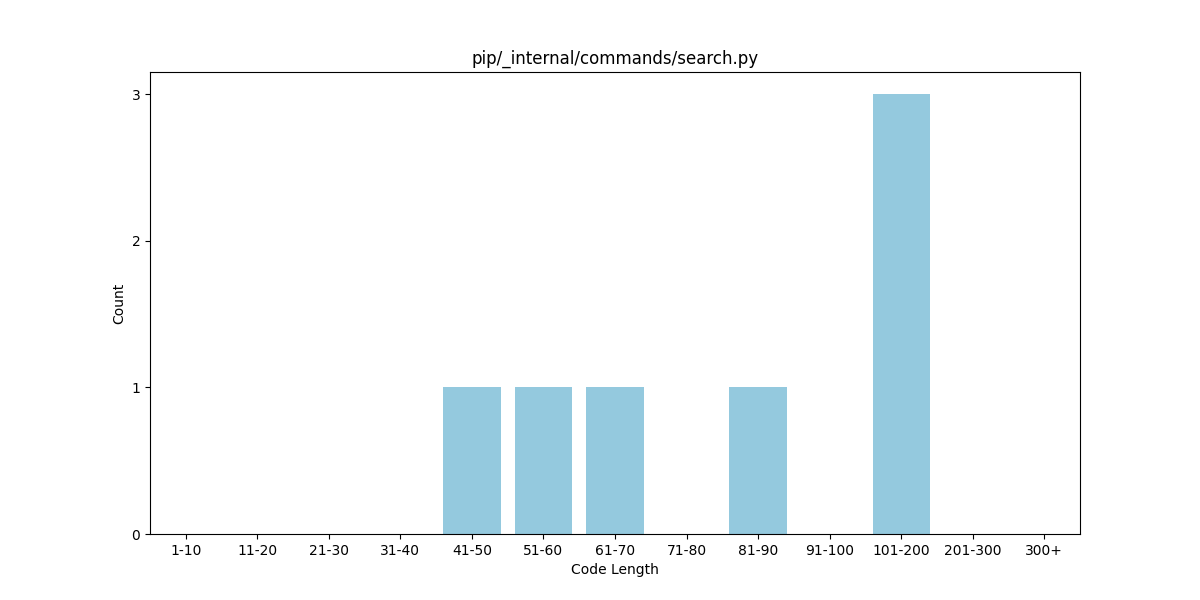 pip/_internal/commands/search.py
3
2
1
0
Count
1-10 11-20 21-30 31-40 41-50 51-60 61-70 71-80 81-90 91-100 101-200 201-300 300+
Code Length